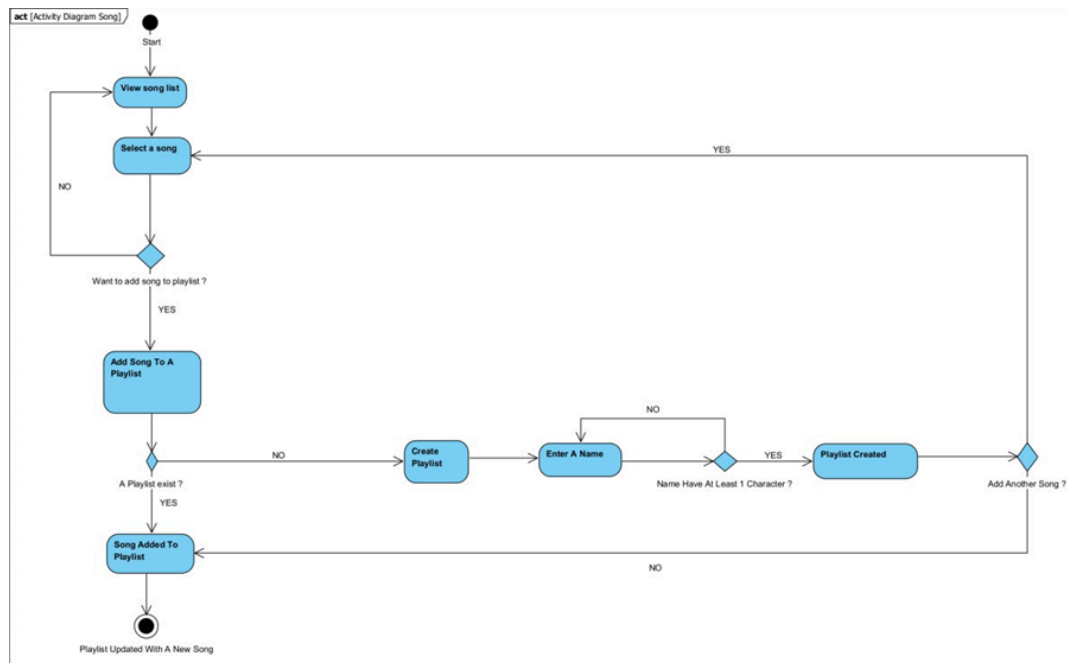 act [Activity Diagram Song]
Start
View song list
Select a song
YES
NO
Want to add song to playlist ?
YES
Add Song To A
Playlist
NO
A Playlist exist ?
YES
Create
Playlist
Enter A Name
NO
Name Have At Least 1 Character ?
YES
Playlist Created
Add Another Song ?
NO
Song Added To
Playlist
Playlist Updated With A New Song